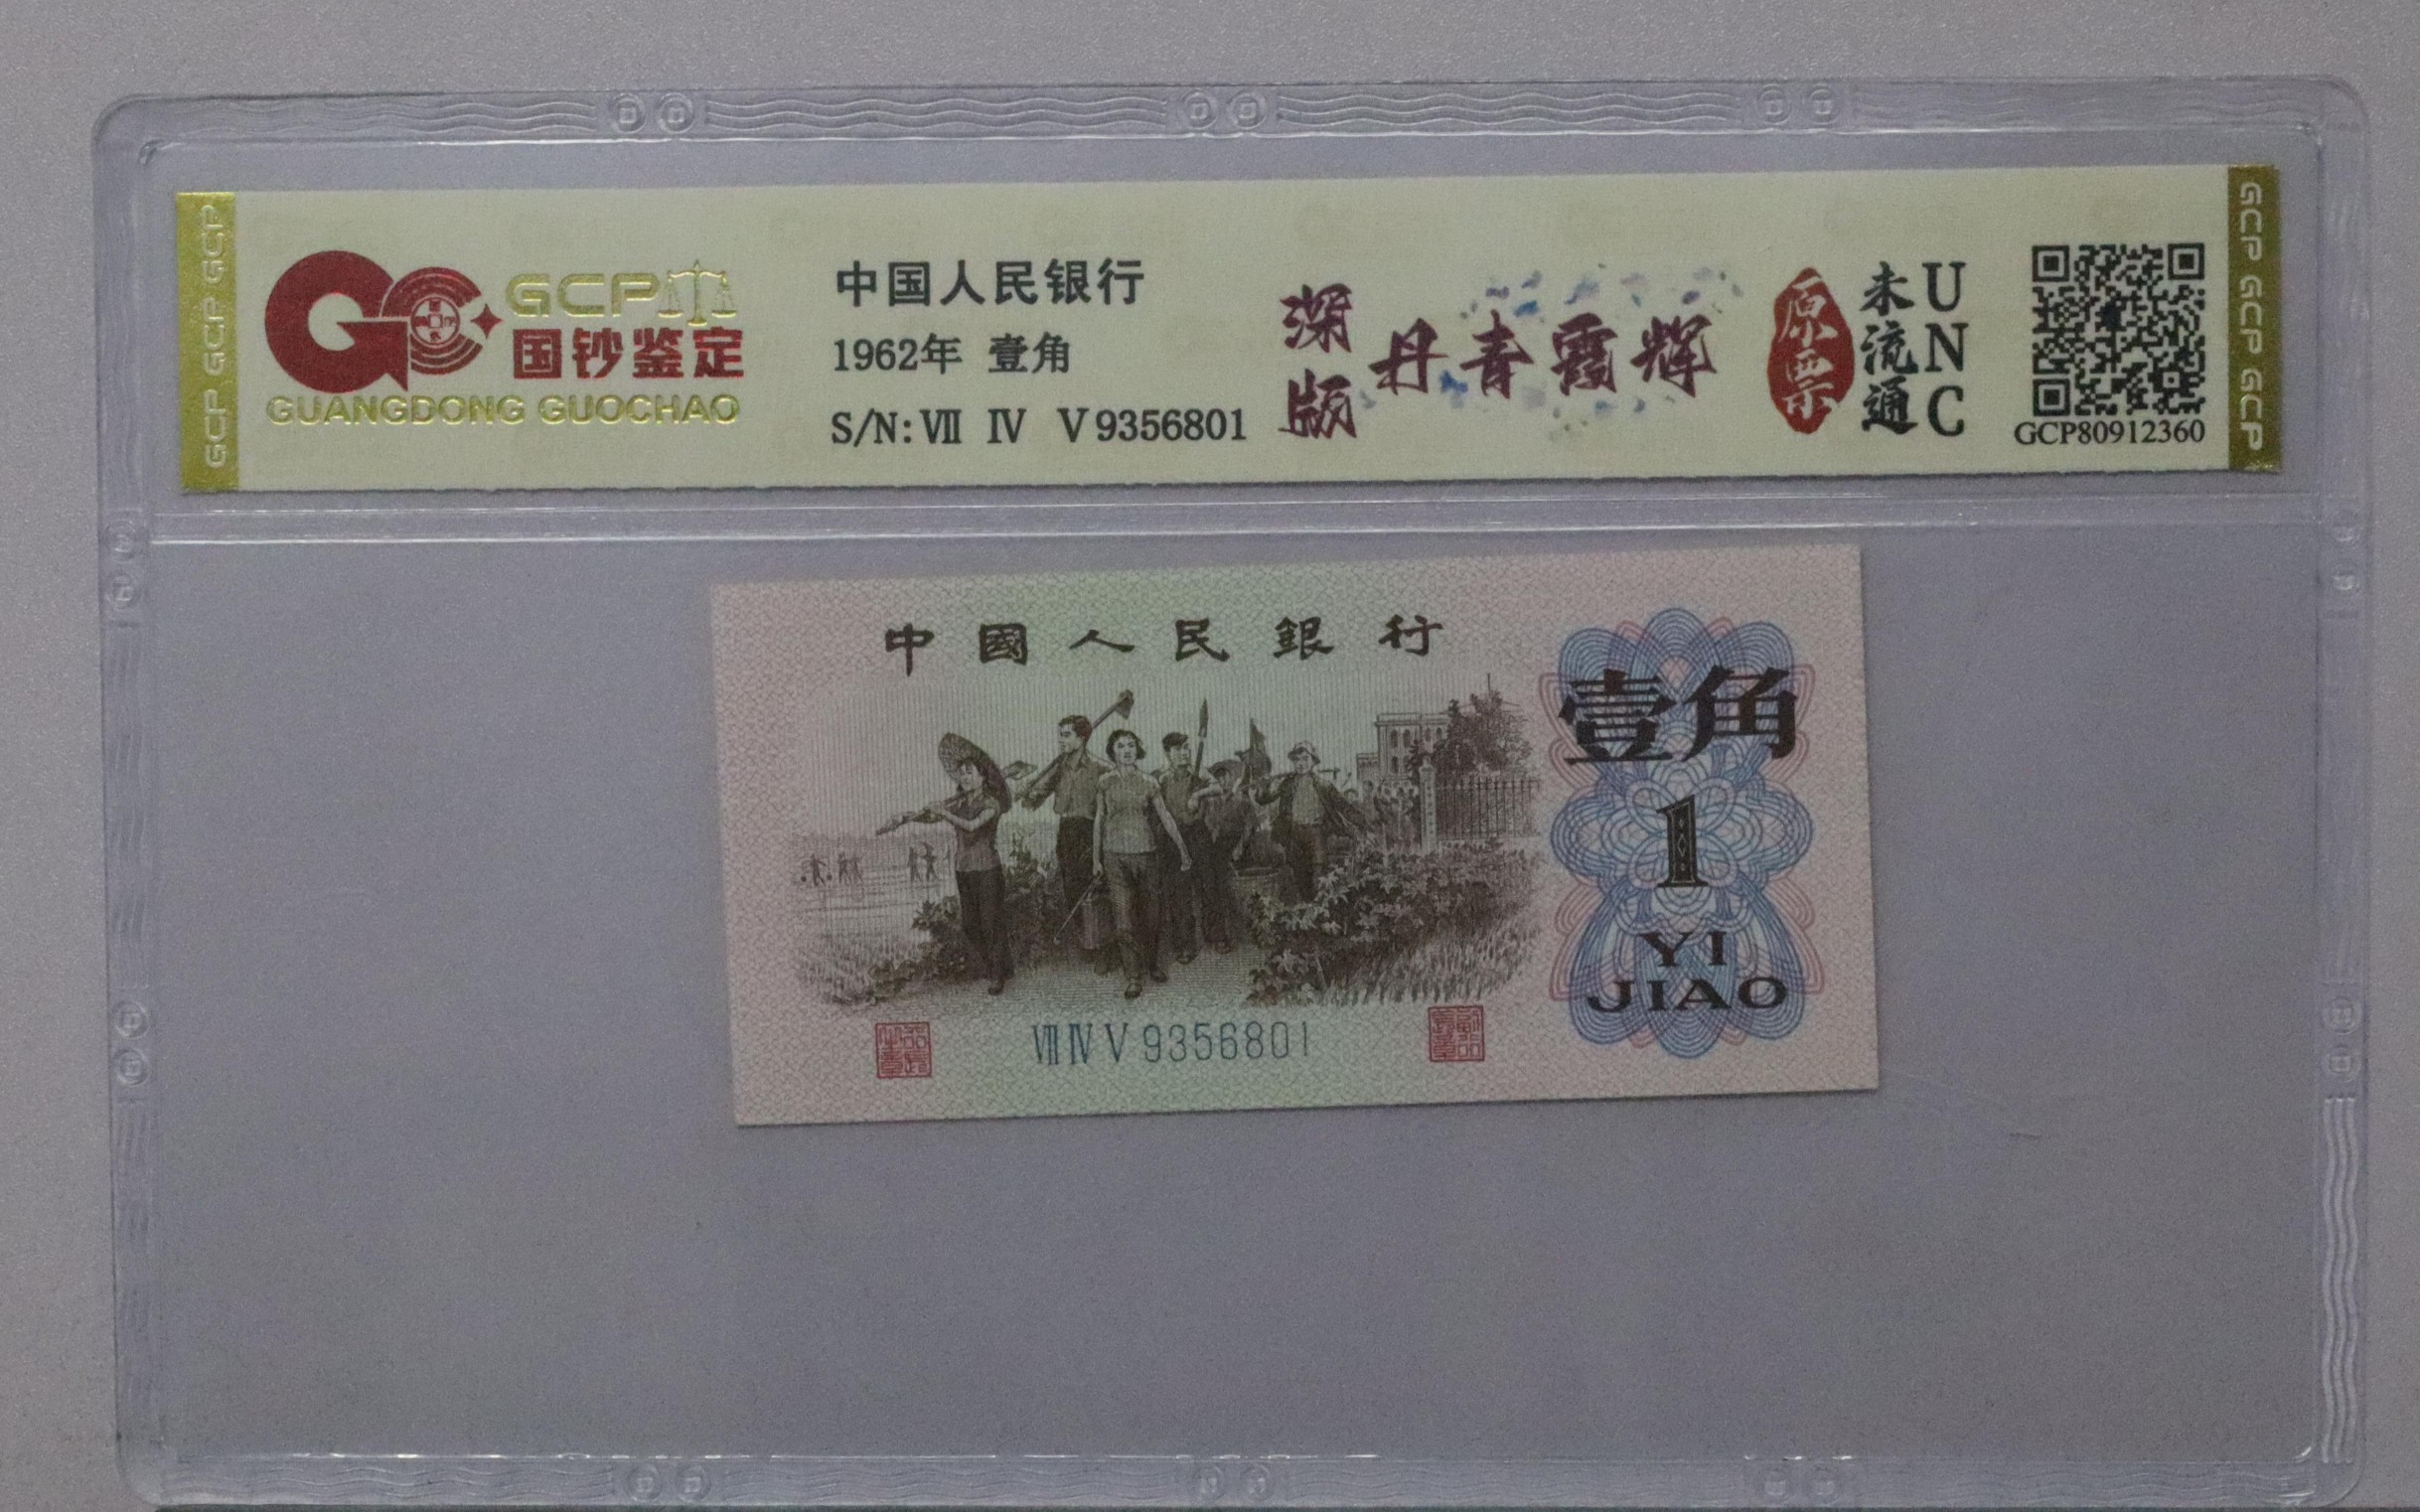 GCP GCP GCP
GCP
国钞鉴定
GUANGDONG GUOCHAO
中国人民银行
1962年 壹角
S/N: Ⅶ Ⅳ Ⅴ 9356801
深版
丹青霞辉
原票
未流通
UNC
GCP80912360
GCP GCP GCP
中國人民銀行
壹角
1
YI
JIAO
Ⅷ Ⅳ Ⅴ 9356801